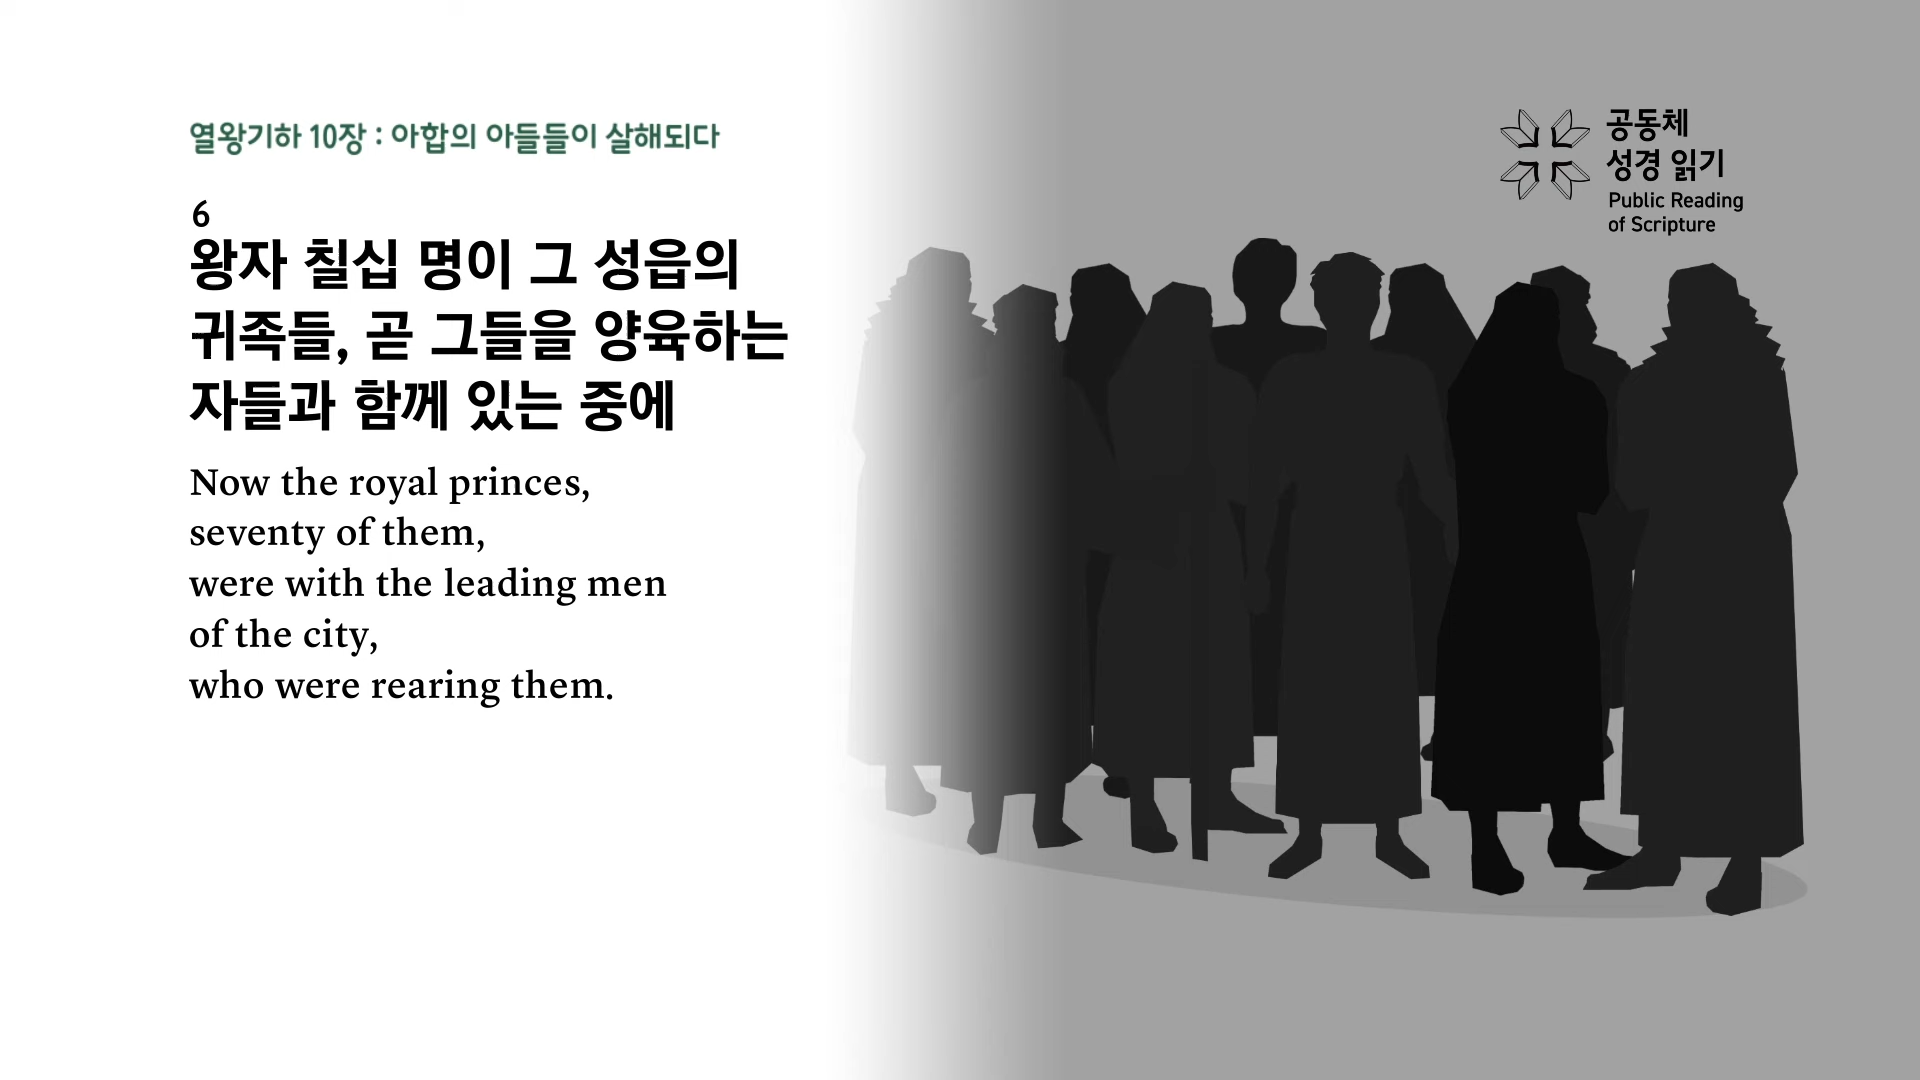 열왕기하 10장 : 아합의 아들들이 살해되다
6
왕자 칠십 명이 그 성읍의
귀족들, 곧 그들을 양육하는
자들과 함께 있는 중에
Now the royal princes,
seventy of them,
were with the leading men
of the city,
who were rearing them.
공동체
성경 읽기
Public Reading
of Scripture